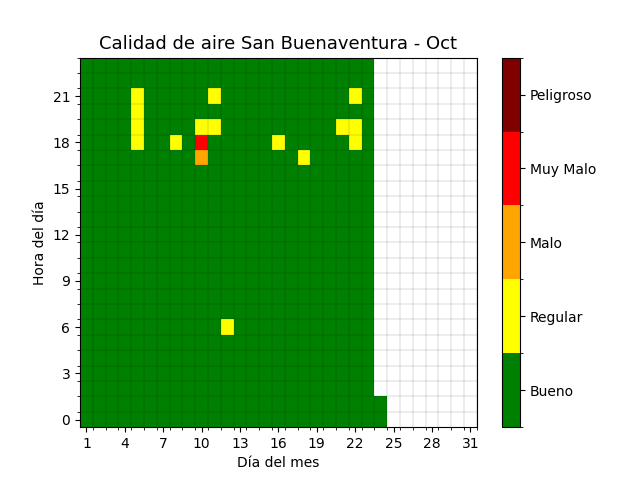 Calidad de aire San Buenaventura - Oct
Hora del día
21
18
15
12
9
6
3
0
1 4 7 10 13 16 19 22 25 28 31
Día del mes
Peligroso
Muy Malo
Malo
Regular
Bueno